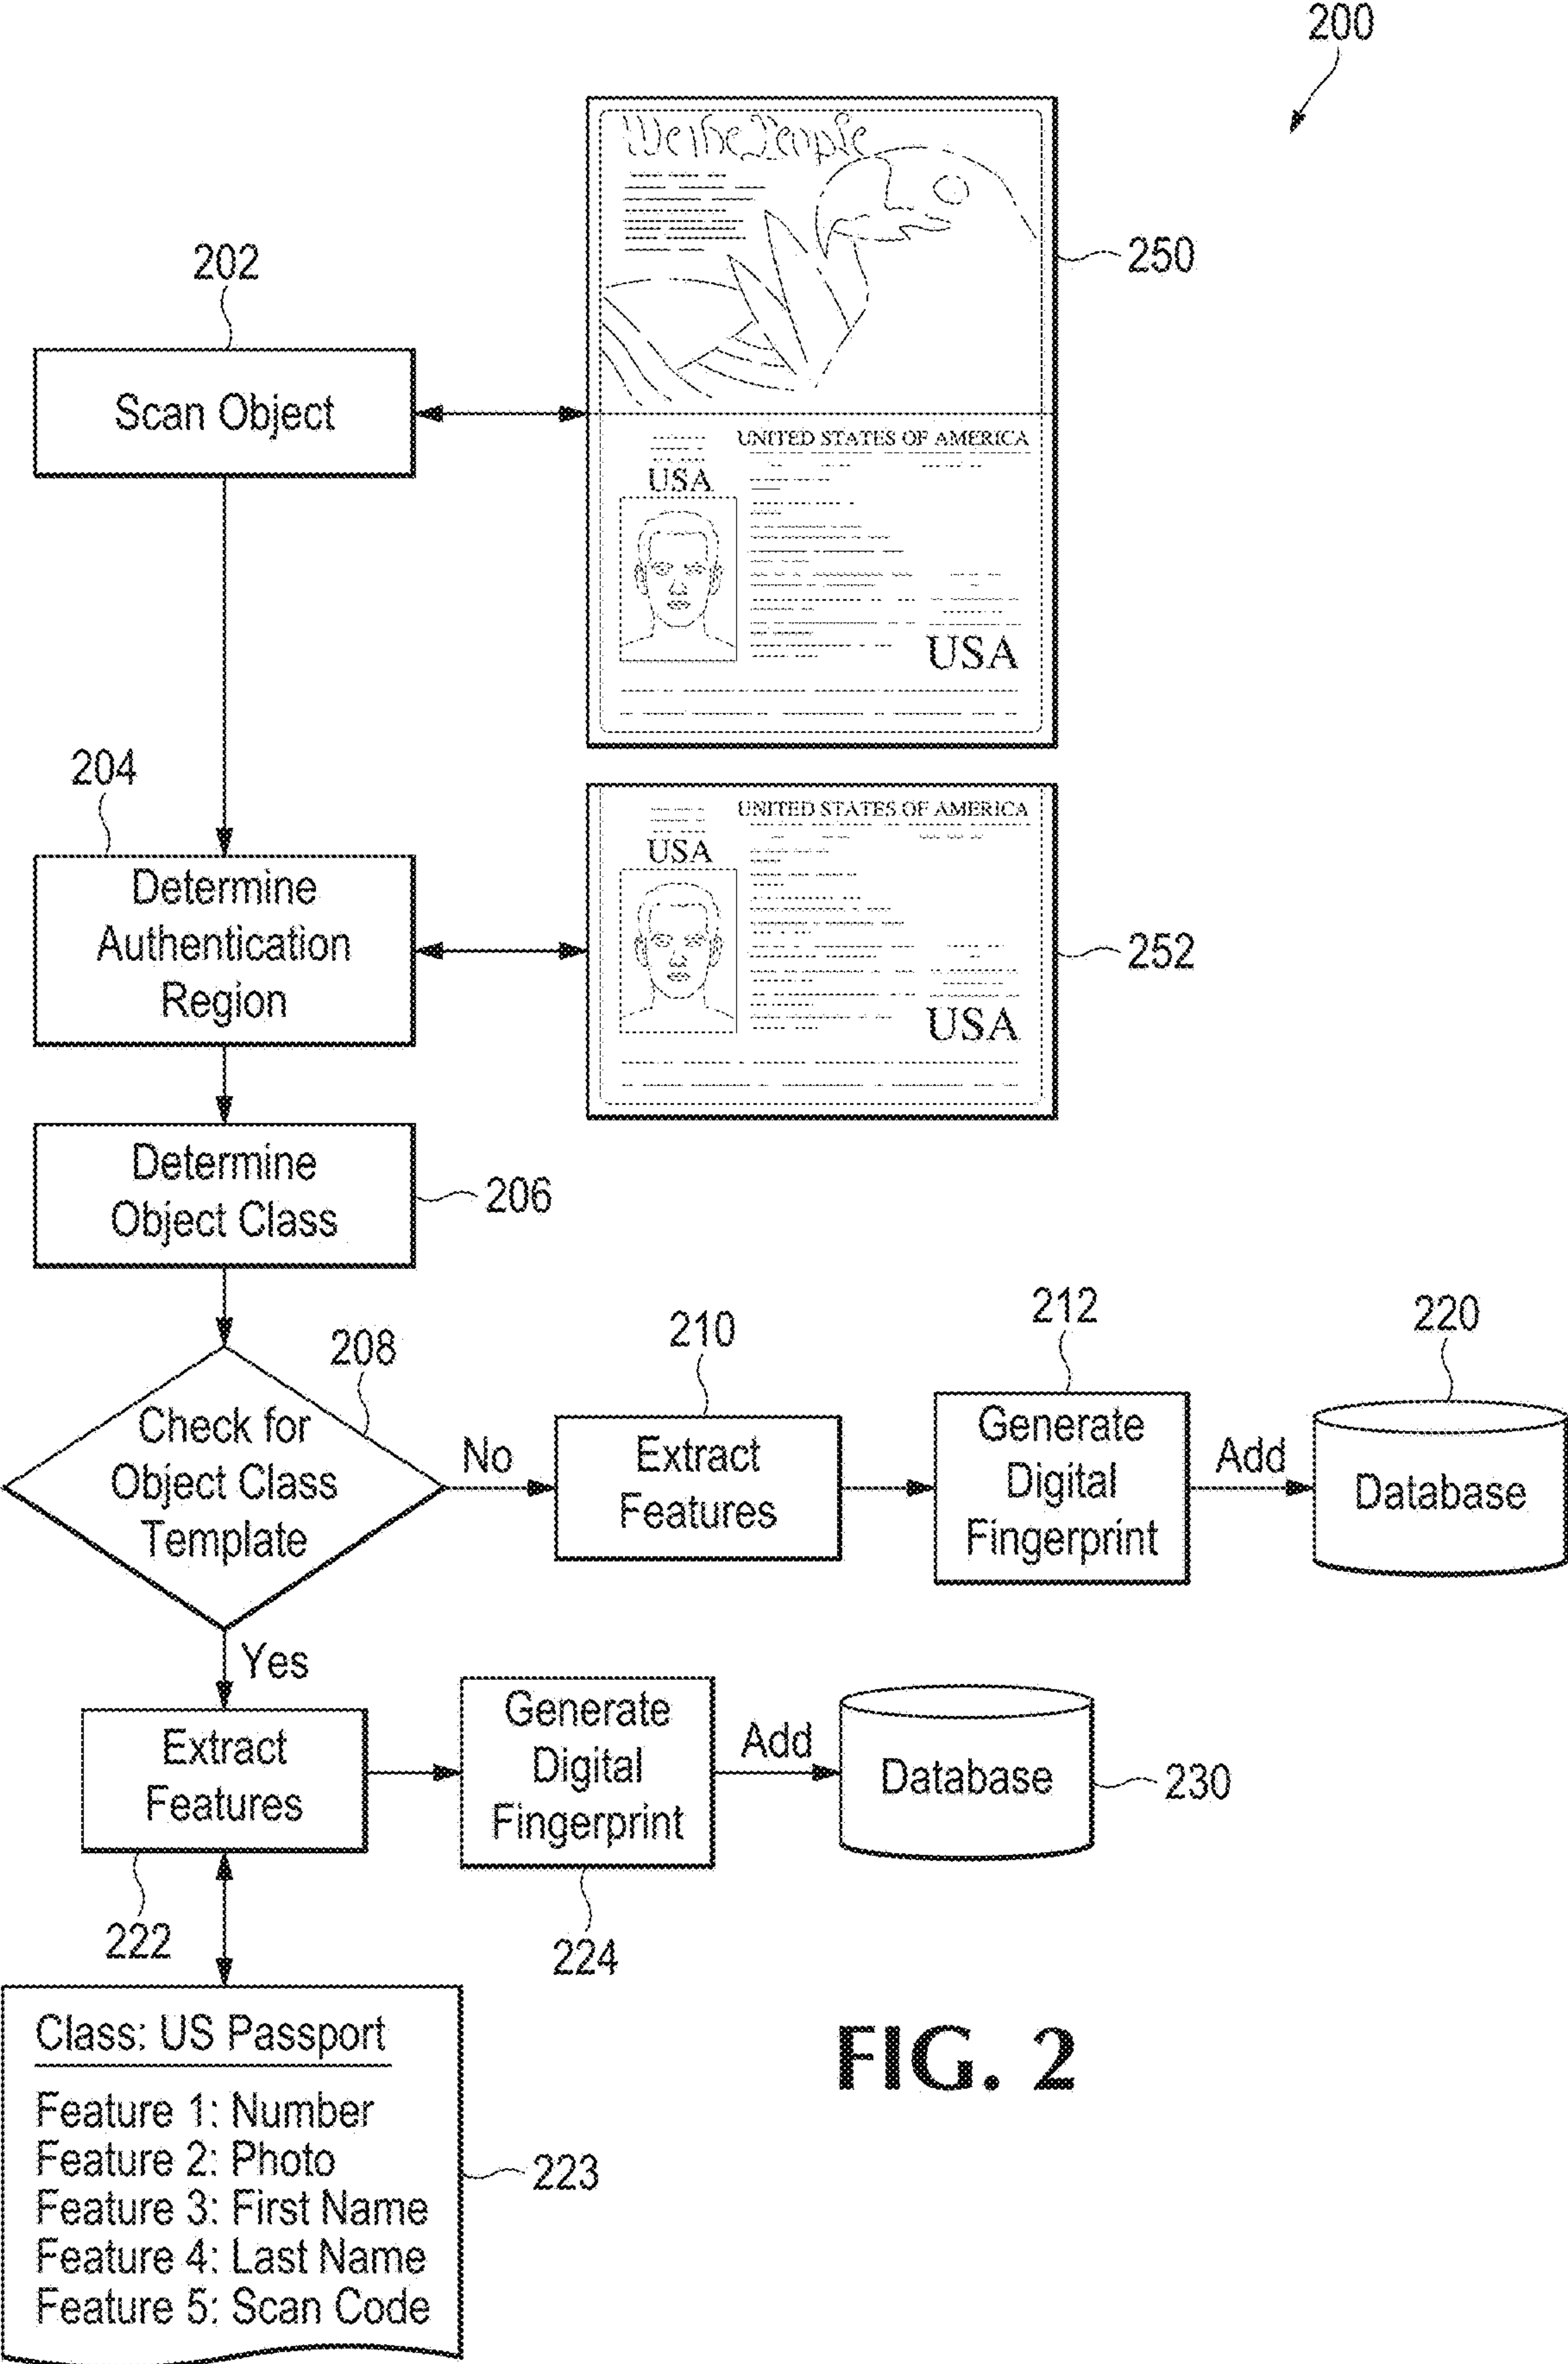 200
We the People
250
202
Scan Object
UNITED STATES OF AMERICA
USA
USA
204
UNITED STATES OF AMERICA
USA
Determine
Authentication
Region
252
USA
Determine
Object Class
206
208
210
212
220
Check for
Object Class
Template
No
Extract
Features
Generate
Digital
Fingerprint
Add
Database
Yes
Extract
Features
Generate
Digital
Fingerprint
Add
Database
230
222
224
Class: US Passport
Feature 1: Number
Feature 2: Photo
Feature 3: First Name
Feature 4: Last Name
Feature 5: Scan Code
223
FIG. 2